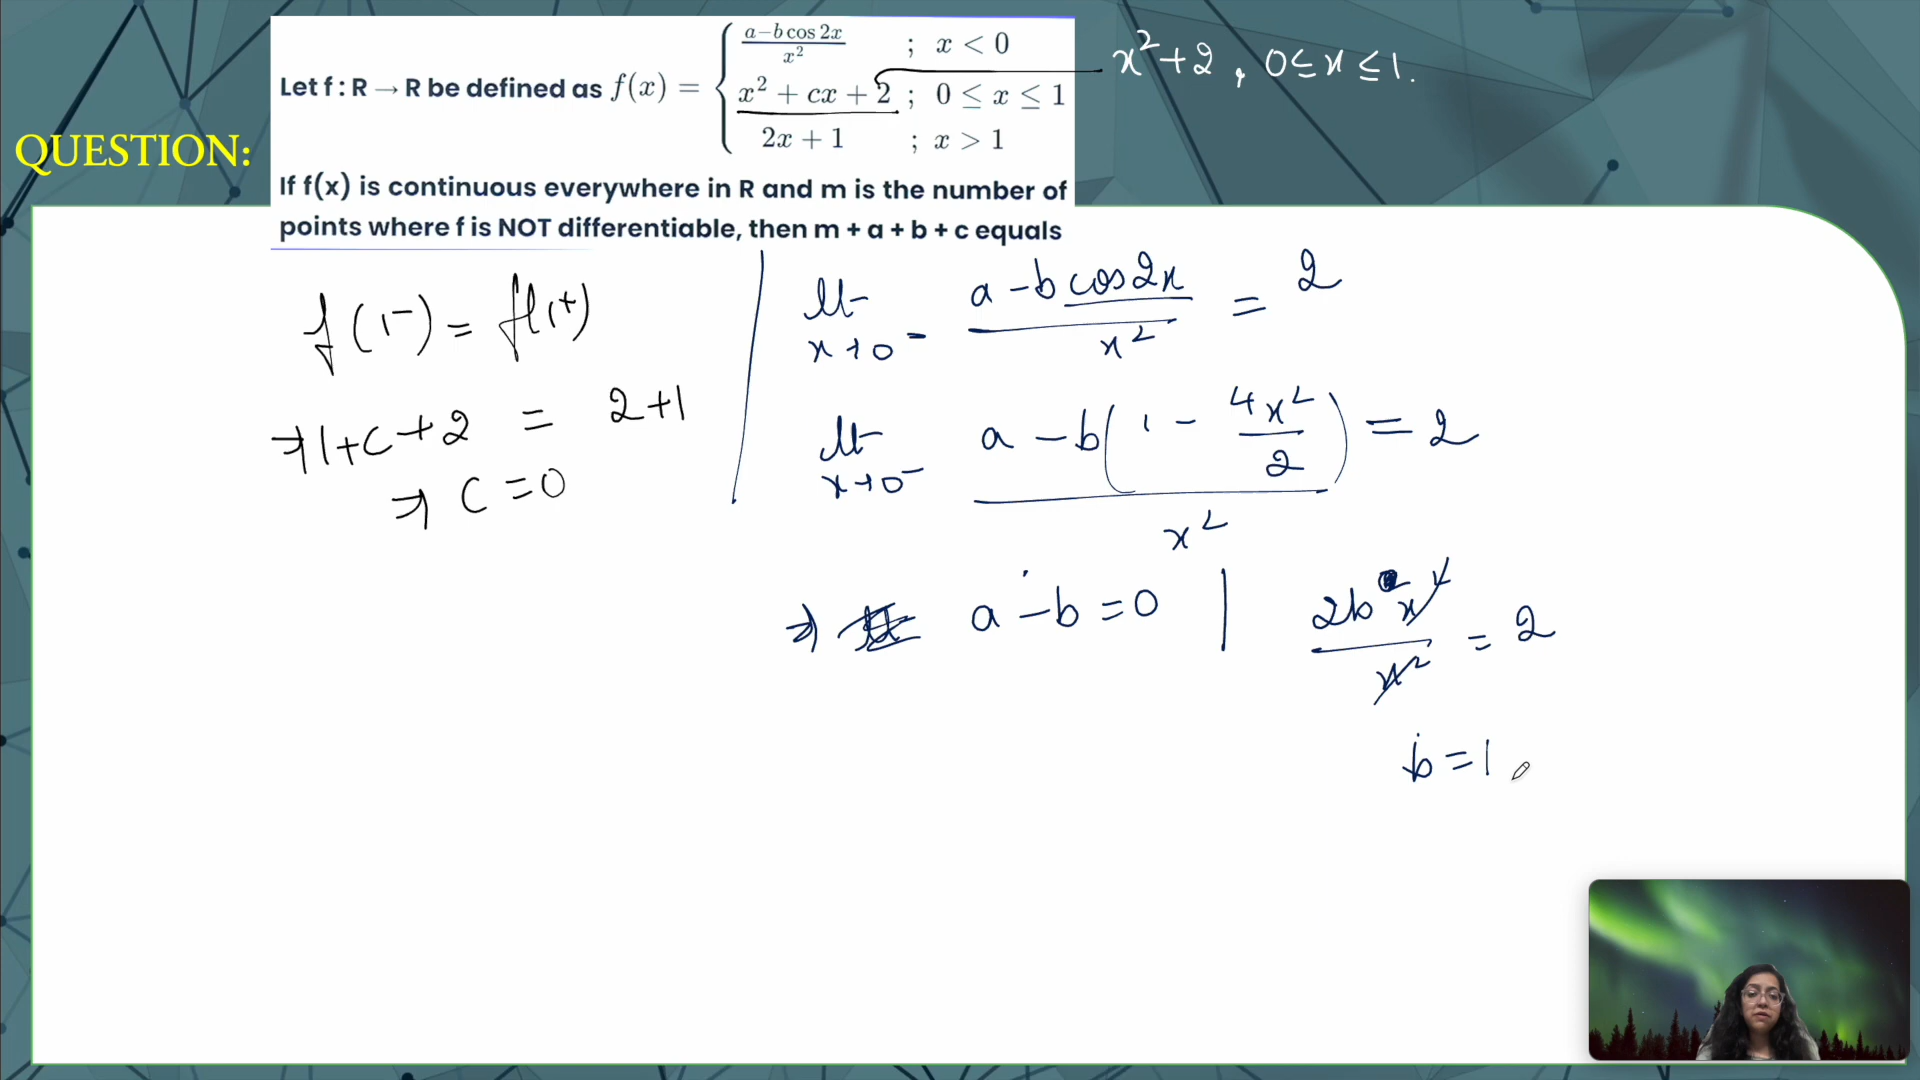 QUESTION:
Let f : R → R be defined as f(x) = { (a−b cos 2x)/x² ; x < 0
x² + cx + 2 ; 0 ≤ x ≤ 1
2x + 1 ; x > 1
If f(x) is continuous everywhere in R and m is the number of
points where f is NOT differentiable, then m + a + b + c equals
x²+2, 0≤x≤1.
f(1⁻) = f(1⁺)
⇒ 1+c+2 = 2+1
⇒ c=0
lt x→0⁻ (a−b cos2x)/x² = 2
lt x→0⁻ (a−b(1 − 4x²/2))/x² = 2
⇒ a−b=0 | 2b x²/x² = 2
b=1